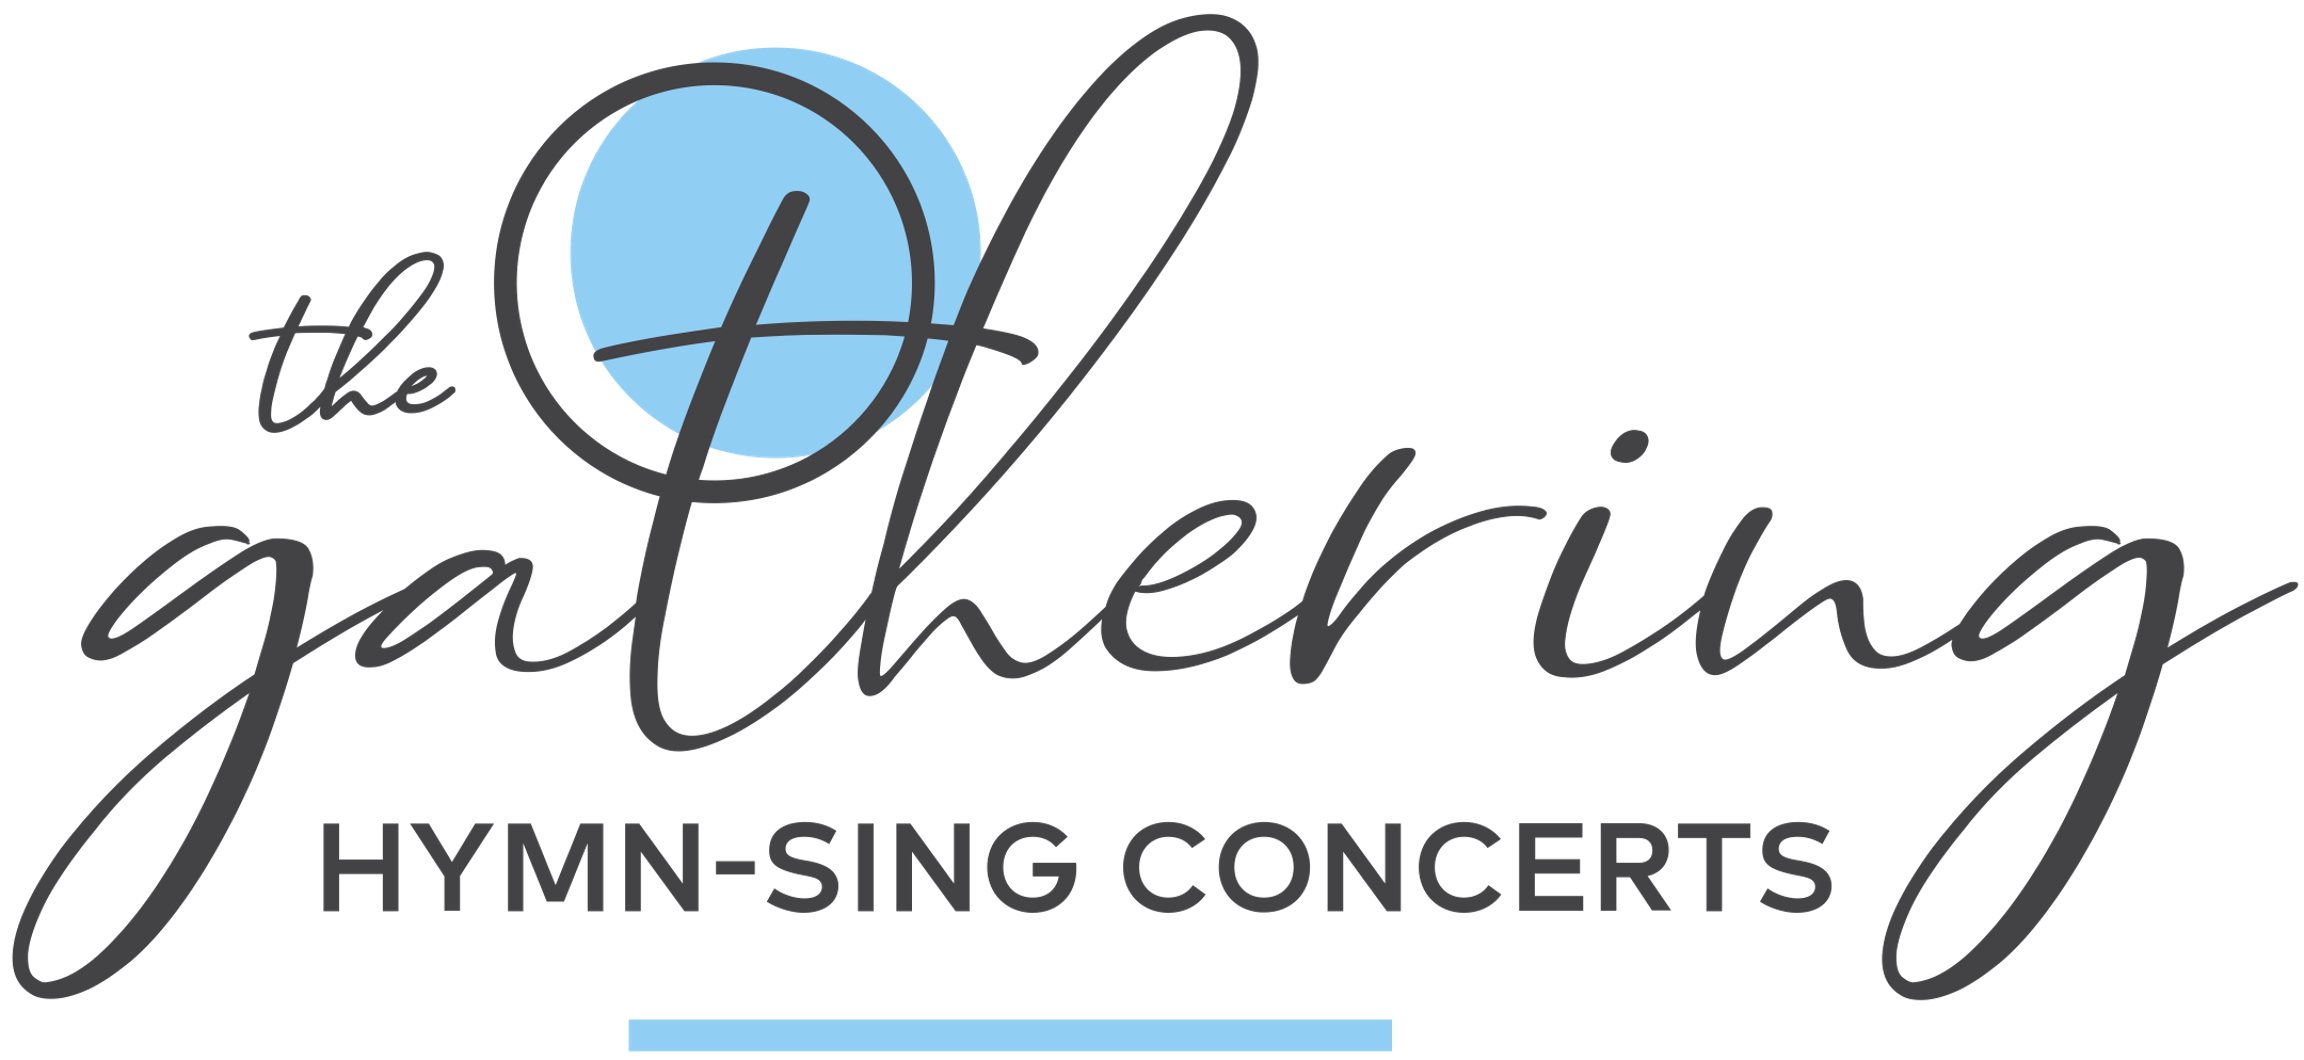 the
gathering
HYMN-SING CONCERTS